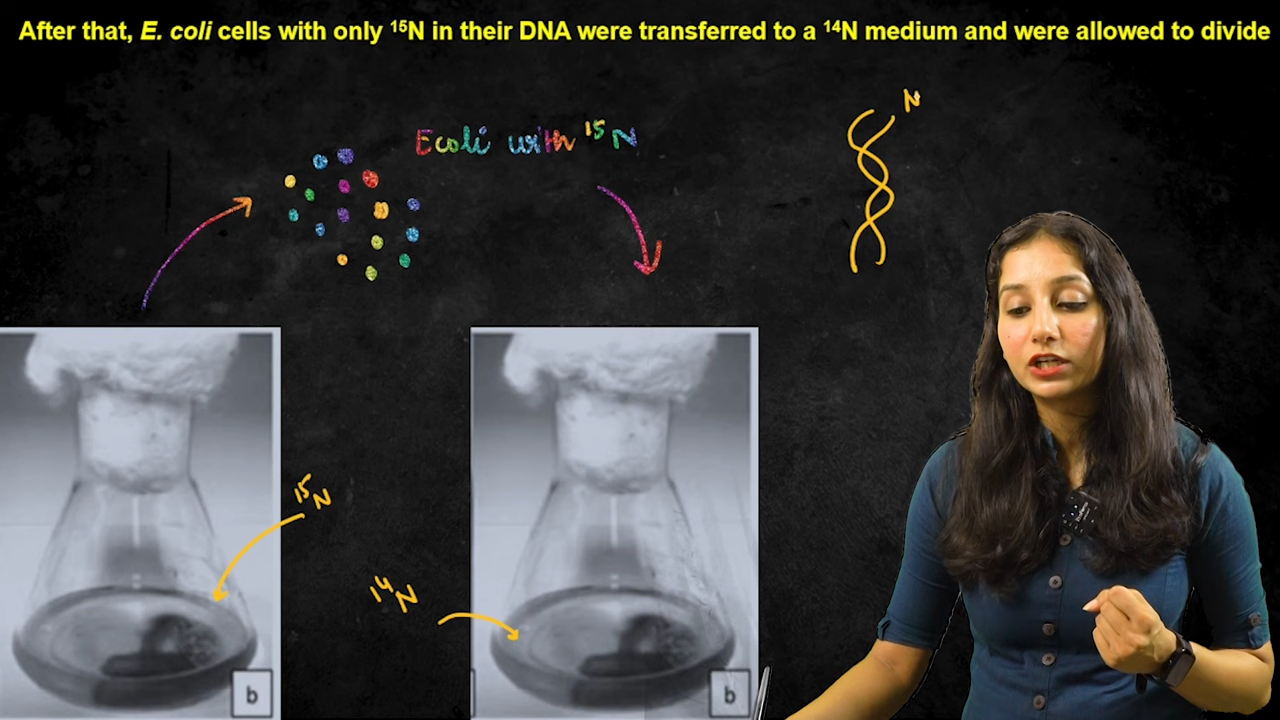 After that, E. coli cells with only ¹⁵N in their DNA were transferred to a ¹⁴N medium and were allowed to divide
N
Ecoli with ¹⁵N
¹⁵N
¹⁴N
b
b